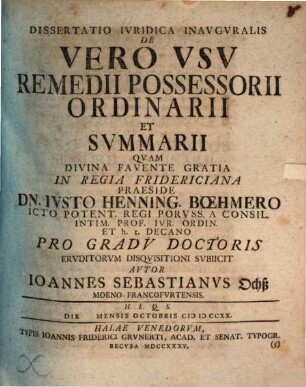 DISSERTATIO IVRIDICA INAVGVRALIS
DE
VERO VSV
REMEDII POSSESSORII
ORDINARII
ET
SVMMARII
QVAM
DIVINA FAVENTE GRATIA
IN REGIA FRIDERICIANA
PRAESIDE
DN. IVSTO HENNING. BŒHMERO
ICTO POTENT. REGI PORVSS. A CONSIL.
INTIM. PROF. IVR. ORDIN.
ET h. t. DECANO
PRO GRADV DOCTORIS
ERVDITORVM DISQVISITIONI SVBIICIT
AVTOR
IOANNES SEBASTIANVS Ochß
MOENO-FRANCOFVRTENSIS.
H. L. Q. S.
DIE MENSIS OCTOBRIS CIↃ IↃ CCXX.
HALAE VENEDORVM,
TYPIS IOANNIS FRIDERICI GRVNERTI, ACAD. ET SENAT. TYPOGR.
RECVSA MDCCXXXV.